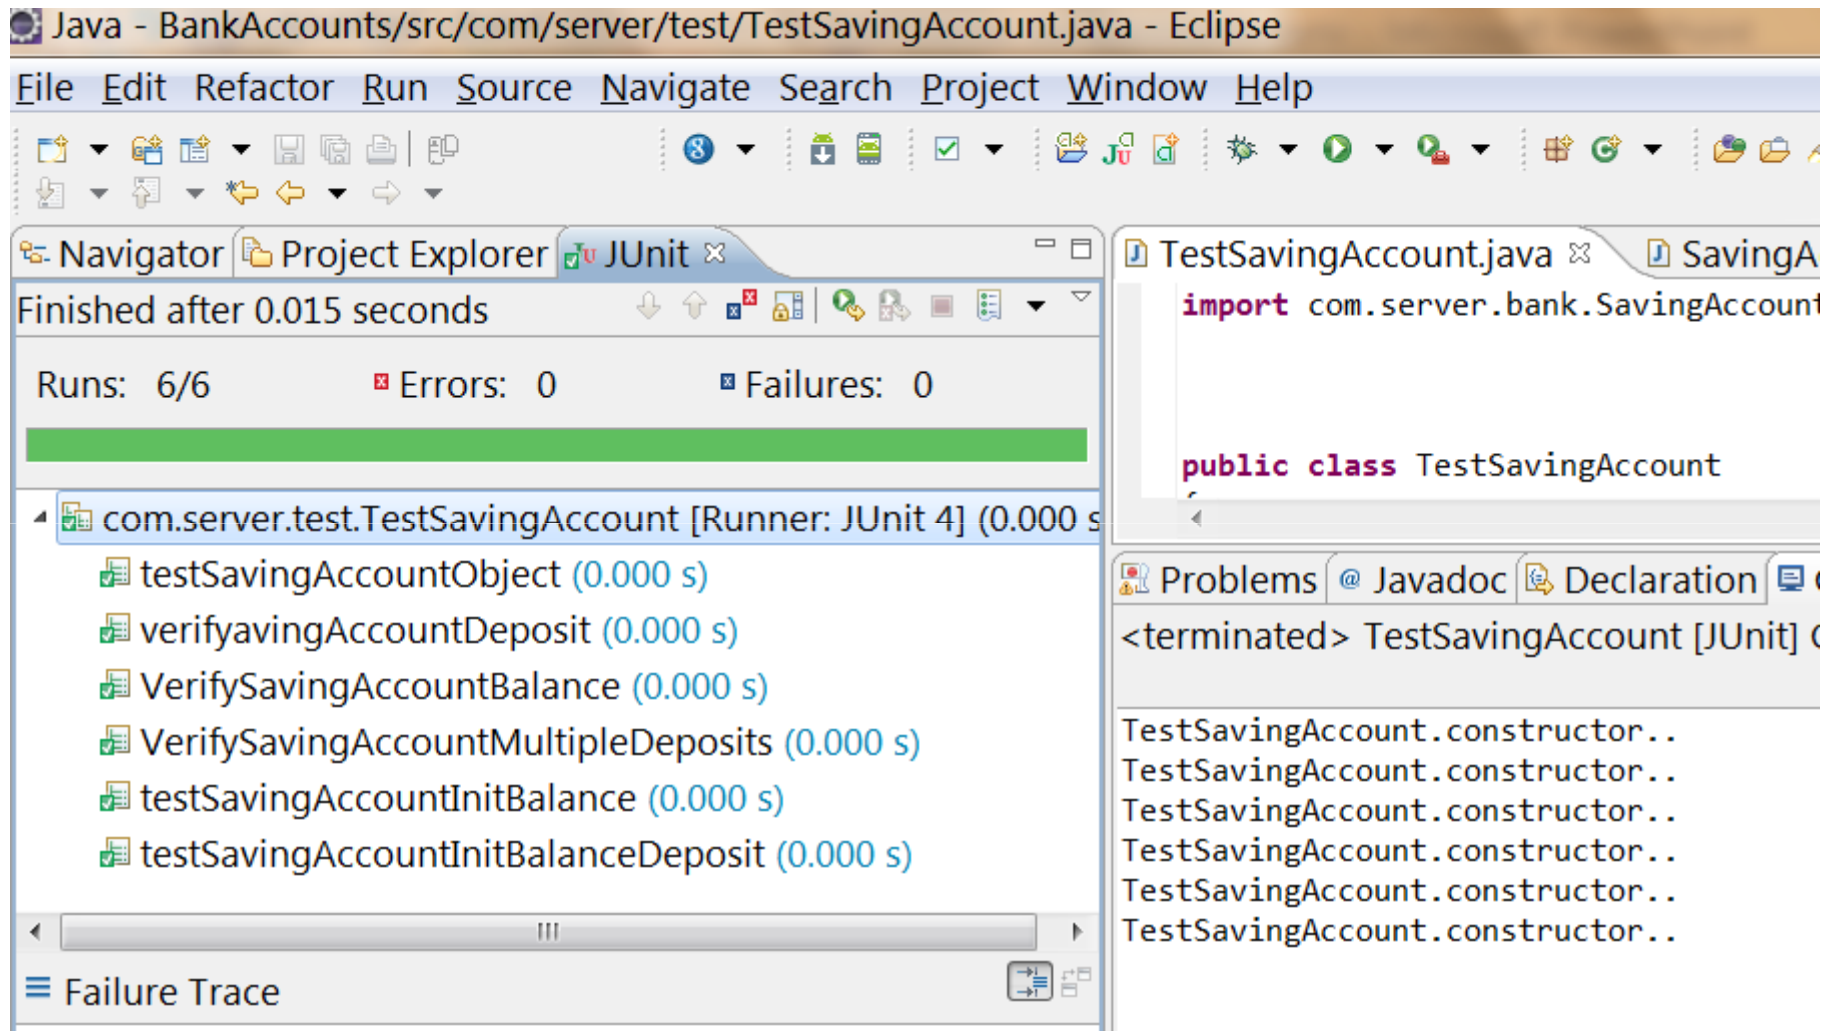 Java - BankAccounts/src/com/server/test/TestSavingAccount.java - Eclipse
File Edit Refactor Run Source Navigate Search Project Window Help
Navigator Project Explorer JUnit
Finished after 0.015 seconds
Runs: 6/6 Errors: 0 Failures: 0
com.server.test.TestSavingAccount [Runner: JUnit 4] (0.000 s
testSavingAccountObject (0.000 s)
verifyavingAccountDeposit (0.000 s)
VerifySavingAccountBalance (0.000 s)
VerifySavingAccountMultipleDeposits (0.000 s)
testSavingAccountInitBalance (0.000 s)
testSavingAccountInitBalanceDeposit (0.000 s)
Failure Trace
TestSavingAccount.java SavingA
import com.server.bank.SavingAccount
public class TestSavingAccount
Problems @ Javadoc Declaration
<terminated> TestSavingAccount [JUnit]
TestSavingAccount.constructor..
TestSavingAccount.constructor..
TestSavingAccount.constructor..
TestSavingAccount.constructor..
TestSavingAccount.constructor..
TestSavingAccount.constructor..